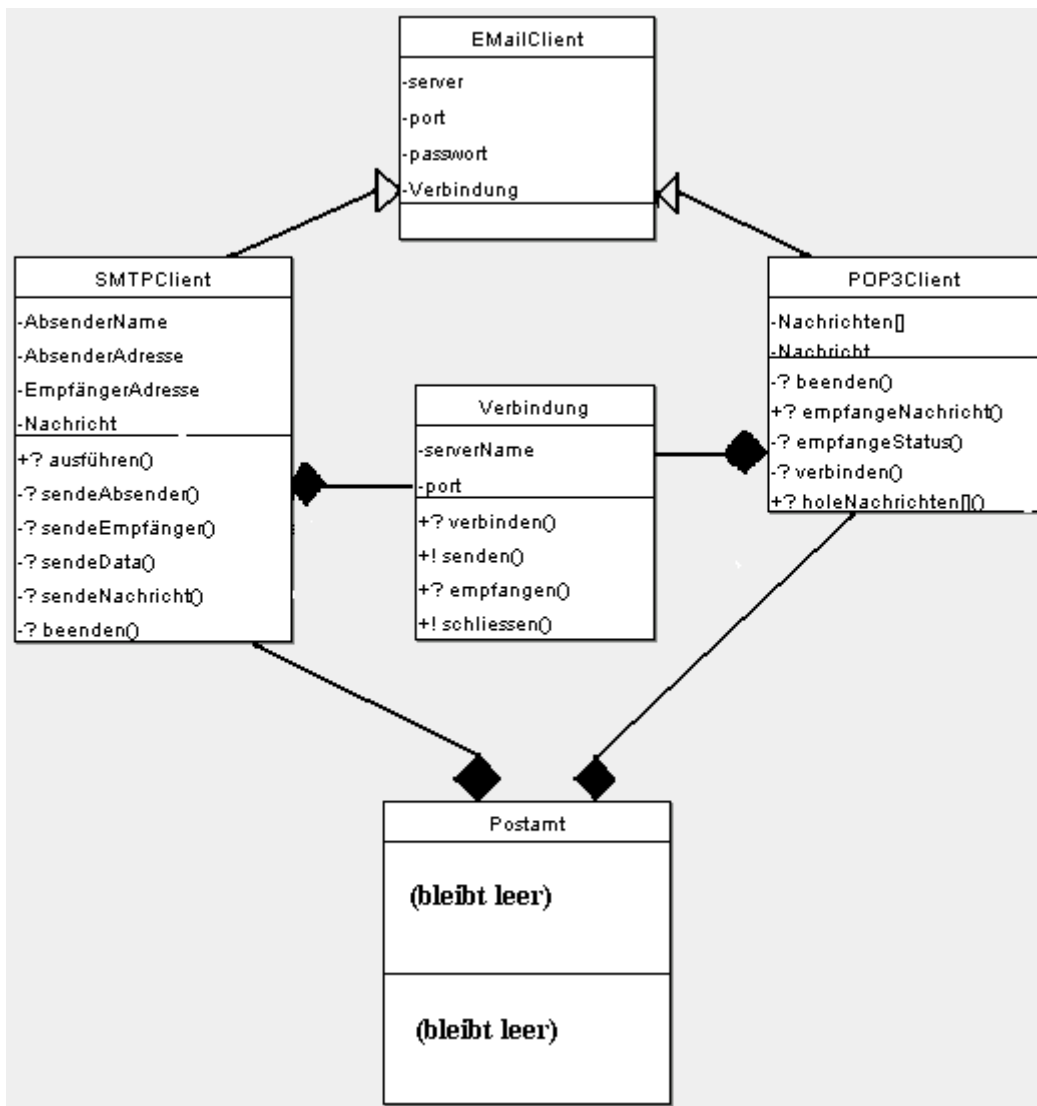 EMailClient
-server
-port
-passwort
-Verbindung
SMTPClient
-AbsenderName
-AbsenderAdresse
-EmpfängerAdresse
-Nachricht
+? ausführen()
-? sendeAbsender()
-? sendeEmpfänger()
-? sendeData()
-? sendeNachricht()
-? beenden()
Verbindung
-serverName
-port
+? verbinden()
+! senden()
+? empfangen()
+! schliessen()
POP3Client
-Nachrichten[]
-Nachricht
-? beenden()
+? empfangeNachricht()
-? empfangeStatus()
-? verbinden()
+? holeNachrichten[]()
Postamt
(bleibt leer)
(bleibt leer)